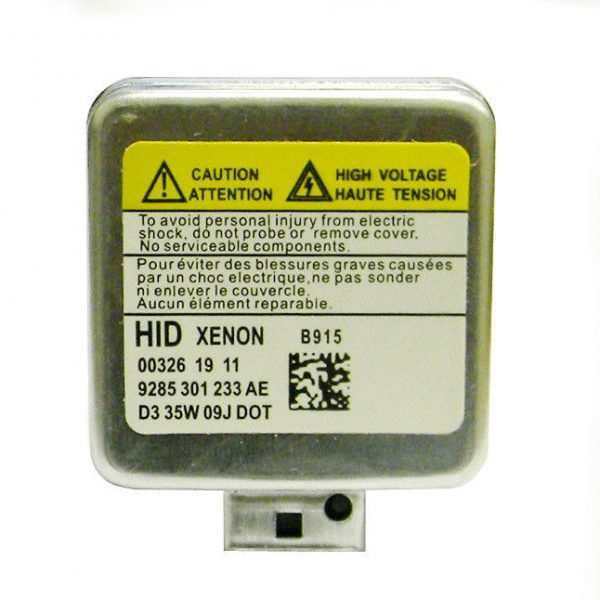 CAUTION
ATTENTION
HIGH VOLTAGE
HAUTE TENSION
To avoid personal injury from electric
shock, do not probe or remove cover.
No serviceable components.
Pour éviter des blessures graves causées
par un choc electrique,ne pas sonder
ni enlever le couvercle.
Aucun élément reparable.
HID XENON B915
00326 19 11
9285 301 233 AE
D3 35W 09J DOT